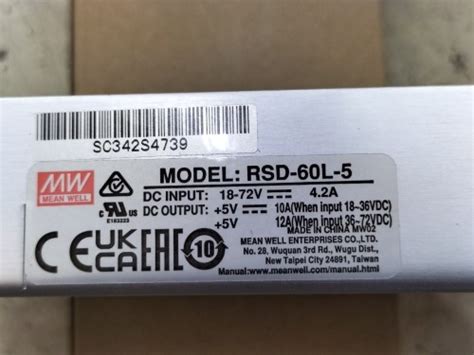 SC342S4739
MW
MEAN WELL
E183223
MODEL: RSD-60L-5
DC INPUT: 18-72V⎓ 4.2A
DC OUTPUT: +5V⎓ 10A(When Input 18~36VDC)
+5V 12A(When Input 36~72VDC)
MADE IN CHINA MW02
MEAN WELL ENTERPRISES CO.,LTD.
No. 28, Wuquan 3rd Rd., Wugu Dist.,
New Taipei City 24891, Taiwan
Manual:www.meanwell.com/manual.html
CE UK CA EAC 10